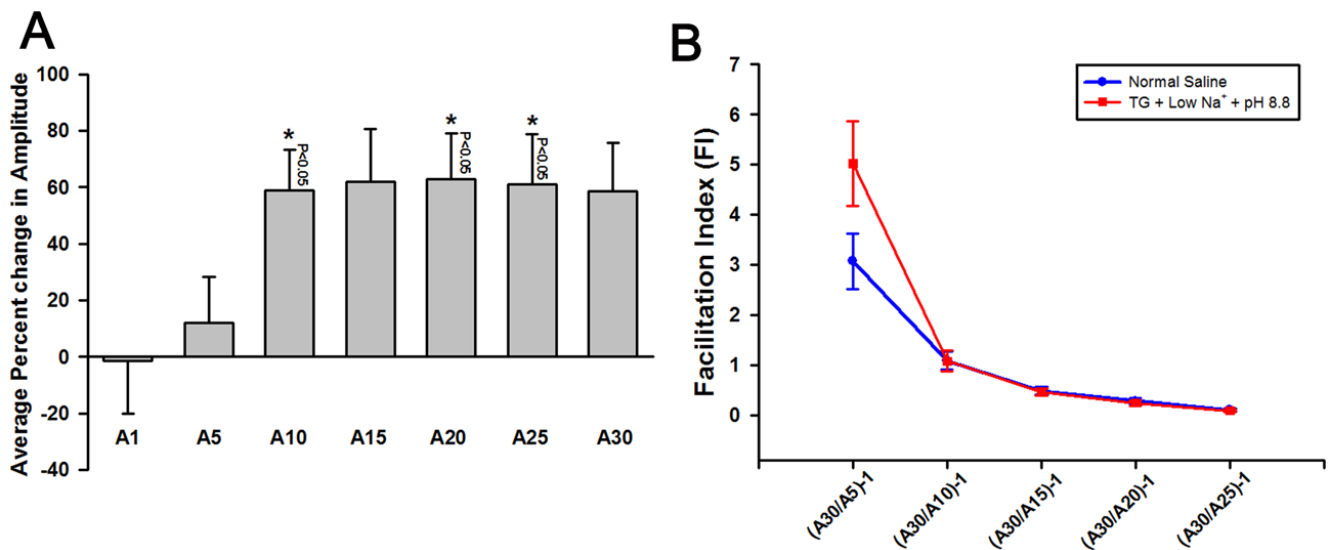 A
Average Percent change in Amplitude
100
80
60
40
20
0
-20
-40
* P<0.05
* P<0.05
* P<0.05
A1 A5 A10 A15 A20 A25 A30
B
Facilitation Index (FI)
7
6
5
4
3
2
1
0
Normal Saline
TG + Low Na⁺ + pH 8.8
(A30/A5)-1
(A30/A10)-1
(A30/A15)-1
(A30/A20)-1
(A30/A25)-1